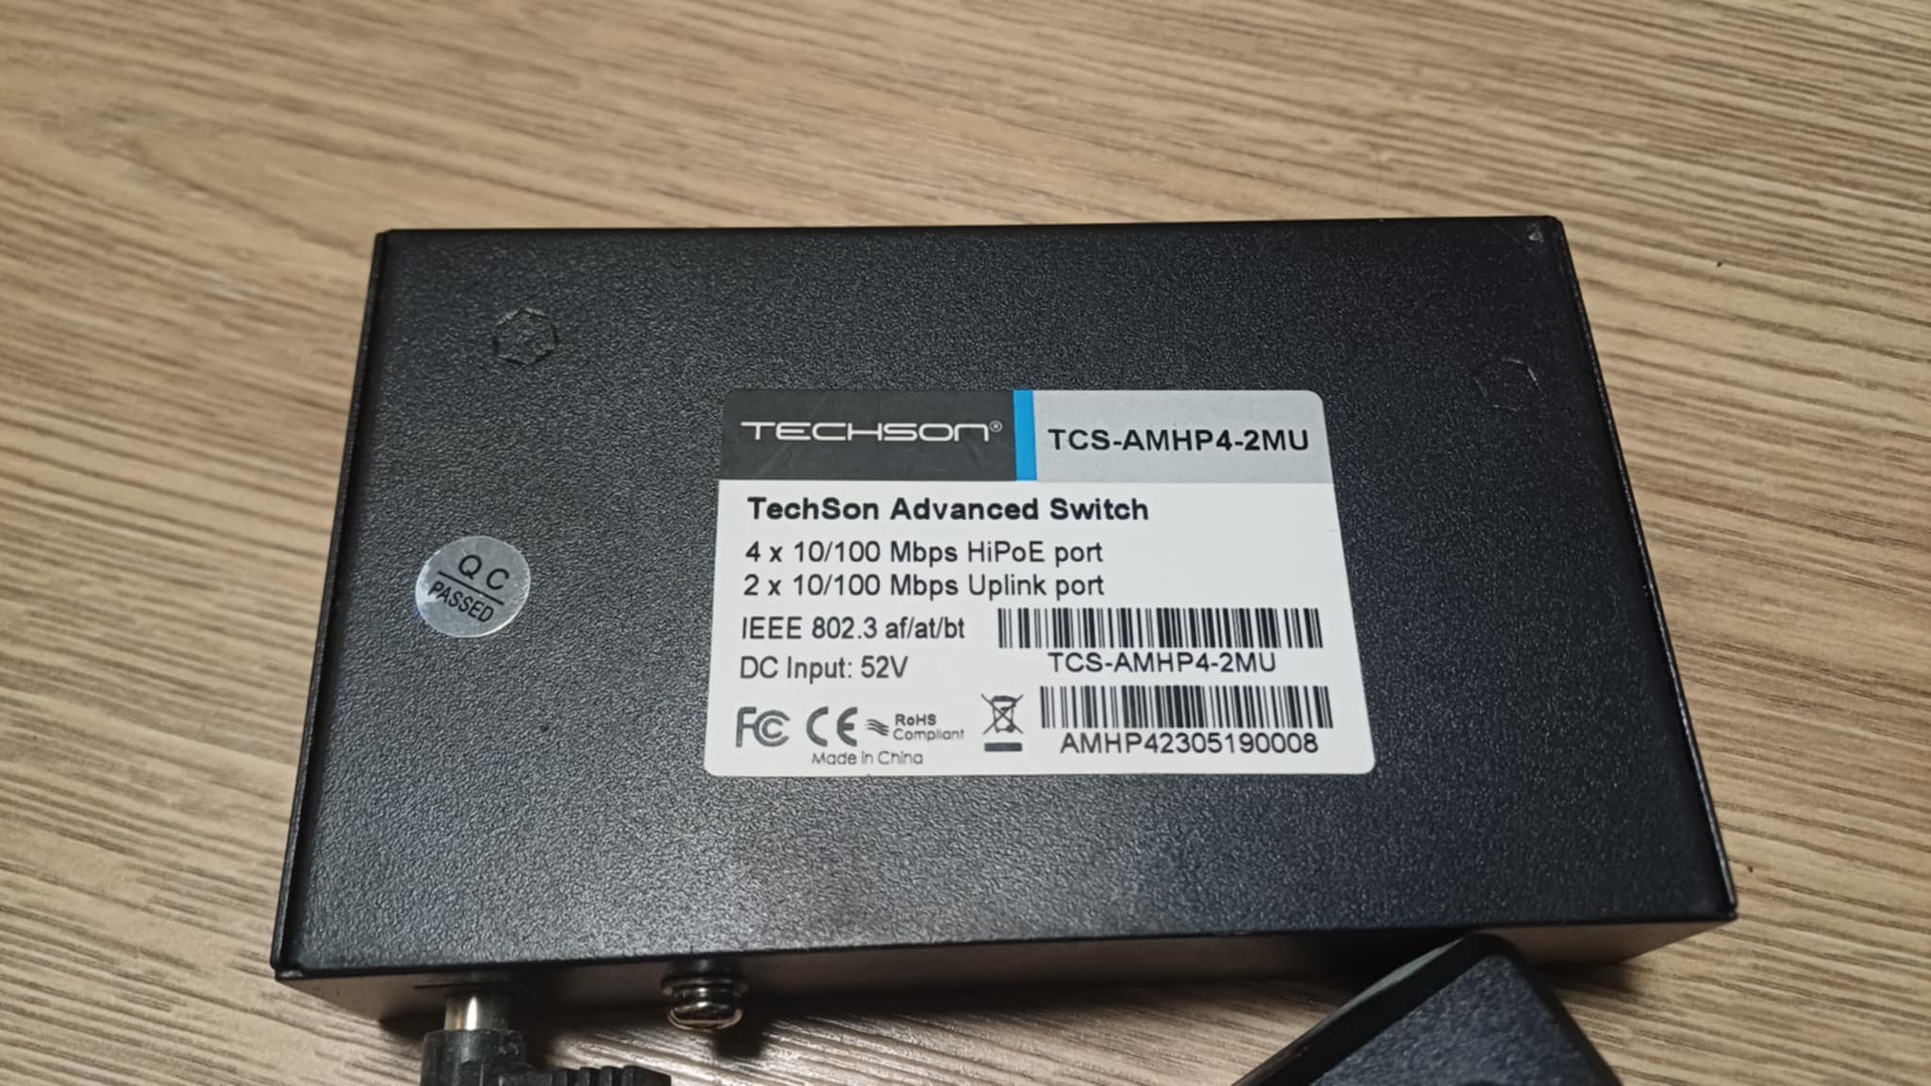 TECHSON®
TCS-AMHP4-2MU
TechSon Advanced Switch
4 x 10/100 Mbps HiPoE port
2 x 10/100 Mbps Uplink port
IEEE 802.3 af/at/bt
TCS-AMHP4-2MU
DC Input: 52V
FC CE RoHS
Compliant
AMHP42305190008
Made in China
QC
PASSED